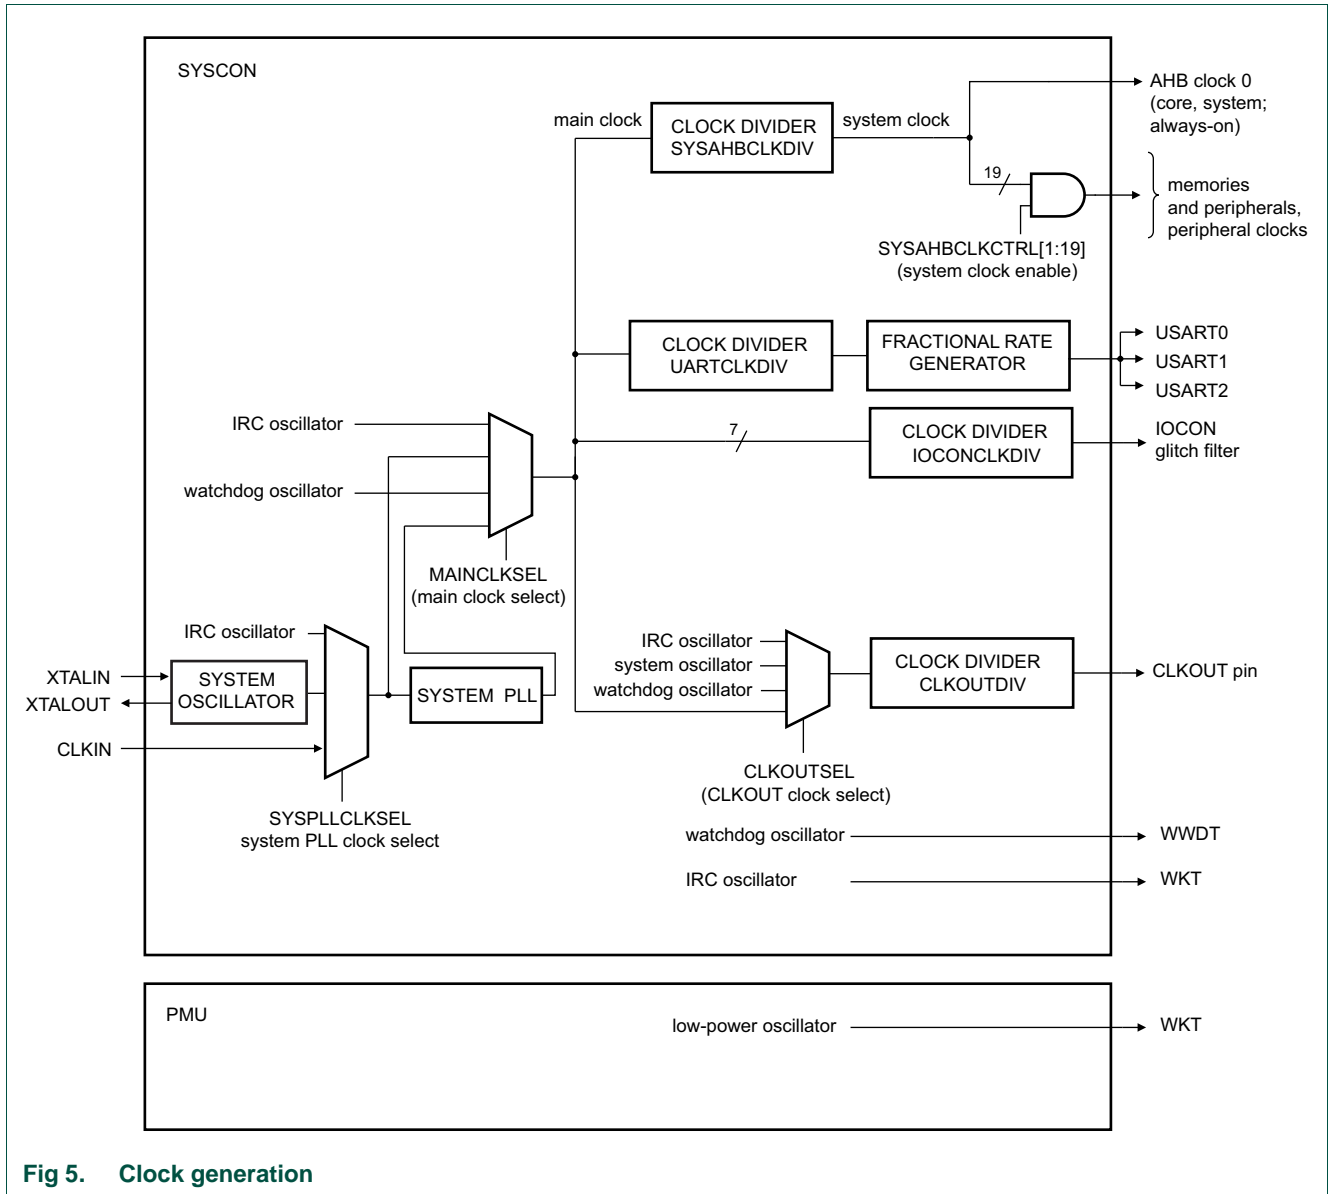 SYSCON
AHB clock 0
(core, system;
always-on)
main clock
CLOCK DIVIDER
SYSAHBCLKDIV
system clock
19
memories
and peripherals,
peripheral clocks
SYSAHBCLKCTRL[1:19]
(system clock enable)
CLOCK DIVIDER
UARTCLKDIV
FRACTIONAL RATE
GENERATOR
USART0
USART1
USART2
IRC oscillator
7
CLOCK DIVIDER
IOCONCLKDIV
IOCON
glitch filter
watchdog oscillator
MAINCLKSEL
(main clock select)
IRC oscillator
XTALIN
XTALOUT
SYSTEM
OSCILLATOR
SYSTEM PLL
CLKIN
SYSPLLCLKSEL
system PLL clock select
IRC oscillator
system oscillator
watchdog oscillator
CLOCK DIVIDER
CLKOUTDIV
CLKOUT pin
CLKOUTSEL
(CLKOUT clock select)
watchdog oscillator
WWDT
IRC oscillator
WKT
PMU
low-power oscillator
WKT
Fig 5. Clock generation